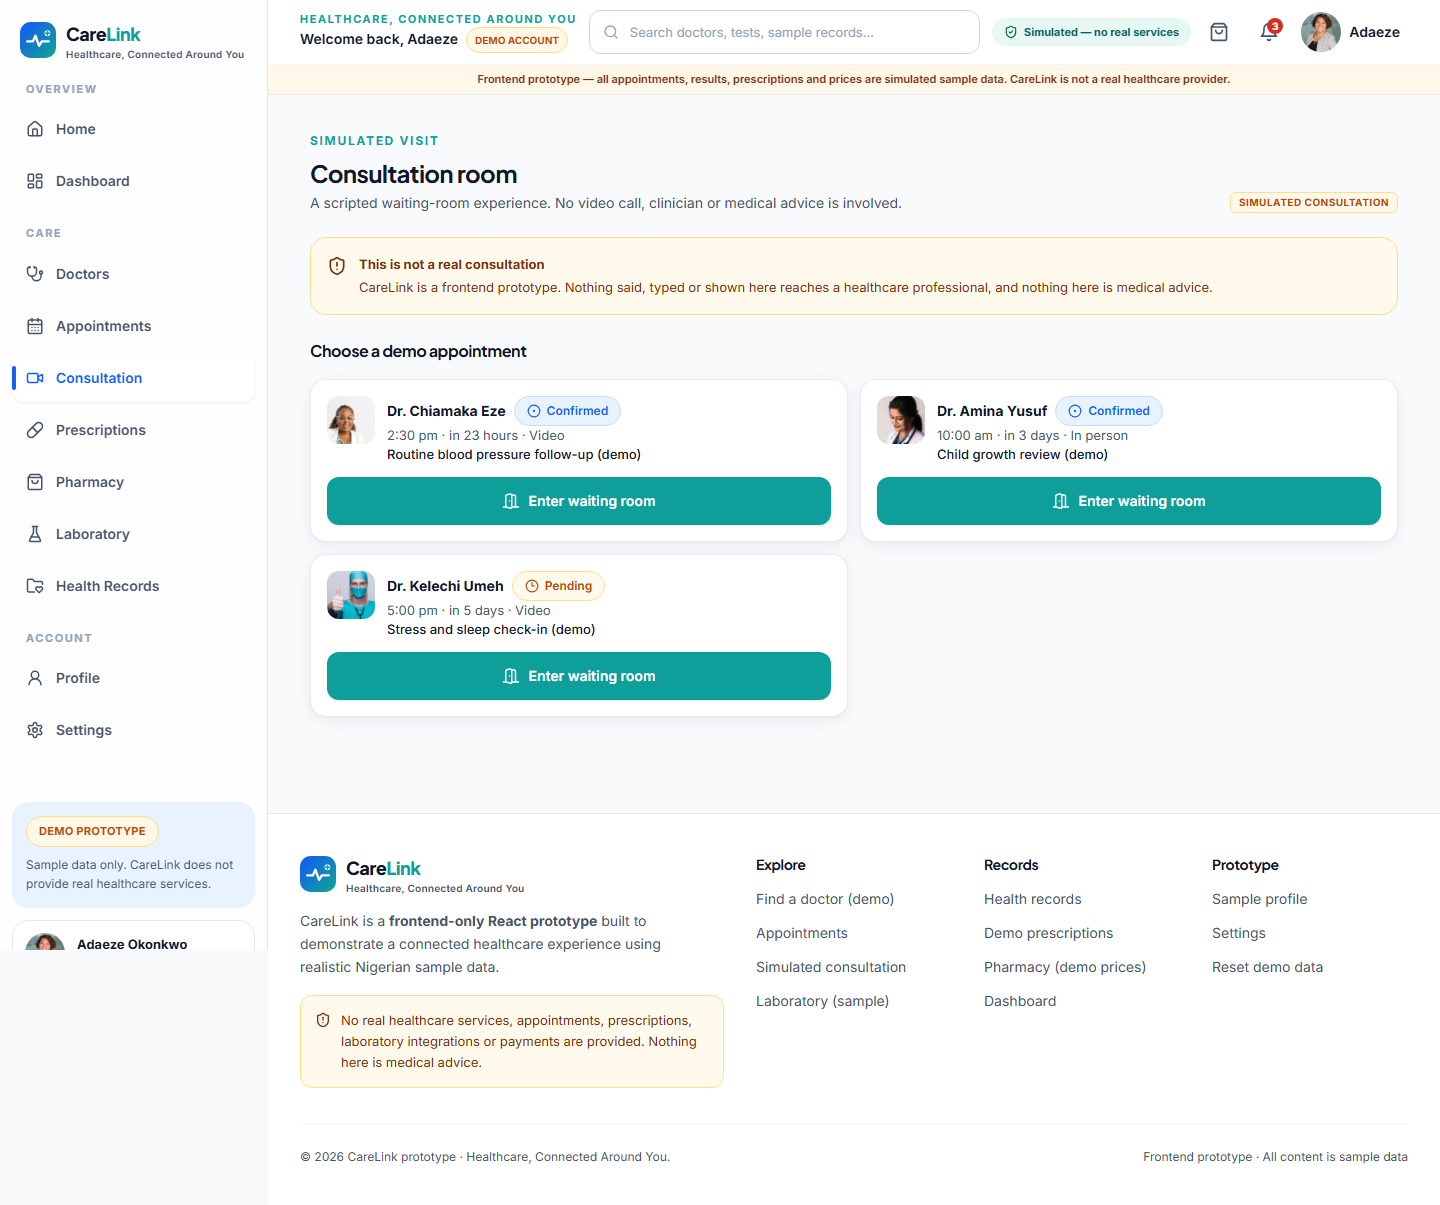 CareLink
Healthcare, Connected Around You
OVERVIEW
Home
Dashboard
CARE
Doctors
Appointments
Consultation
Prescriptions
Pharmacy
Laboratory
Health Records
ACCOUNT
Profile
Settings
DEMO PROTOTYPE
Sample data only. CareLink does not
provide real healthcare services.
Adaeze Okonkwo
HEALTHCARE, CONNECTED AROUND YOU
Welcome back, Adaeze DEMO ACCOUNT
Search doctors, tests, sample records...
Simulated — no real services
3
Adaeze
Frontend prototype — all appointments, results, prescriptions and prices are simulated sample data. CareLink is not a real healthcare provider.
SIMULATED VISIT
Consultation room
A scripted waiting-room experience. No video call, clinician or medical advice is involved.
SIMULATED CONSULTATION
This is not a real consultation
CareLink is a frontend prototype. Nothing said, typed or shown here reaches a healthcare professional, and nothing here is medical advice.
Choose a demo appointment
Dr. Chiamaka Eze Confirmed
2:30 pm · in 23 hours · Video
Routine blood pressure follow-up (demo)
Enter waiting room
Dr. Amina Yusuf Confirmed
10:00 am · in 3 days · In person
Child growth review (demo)
Enter waiting room
Dr. Kelechi Umeh Pending
5:00 pm · in 5 days · Video
Stress and sleep check-in (demo)
Enter waiting room
CareLink
Healthcare, Connected Around You
CareLink is a frontend-only React prototype built to
demonstrate a connected healthcare experience using
realistic Nigerian sample data.
No real healthcare services, appointments, prescriptions,
laboratory integrations or payments are provided. Nothing
here is medical advice.
Explore
Find a doctor (demo)
Appointments
Simulated consultation
Laboratory (sample)
Records
Health records
Demo prescriptions
Pharmacy (demo prices)
Dashboard
Prototype
Sample profile
Settings
Reset demo data
© 2026 CareLink prototype · Healthcare, Connected Around You.
Frontend prototype · All content is sample data